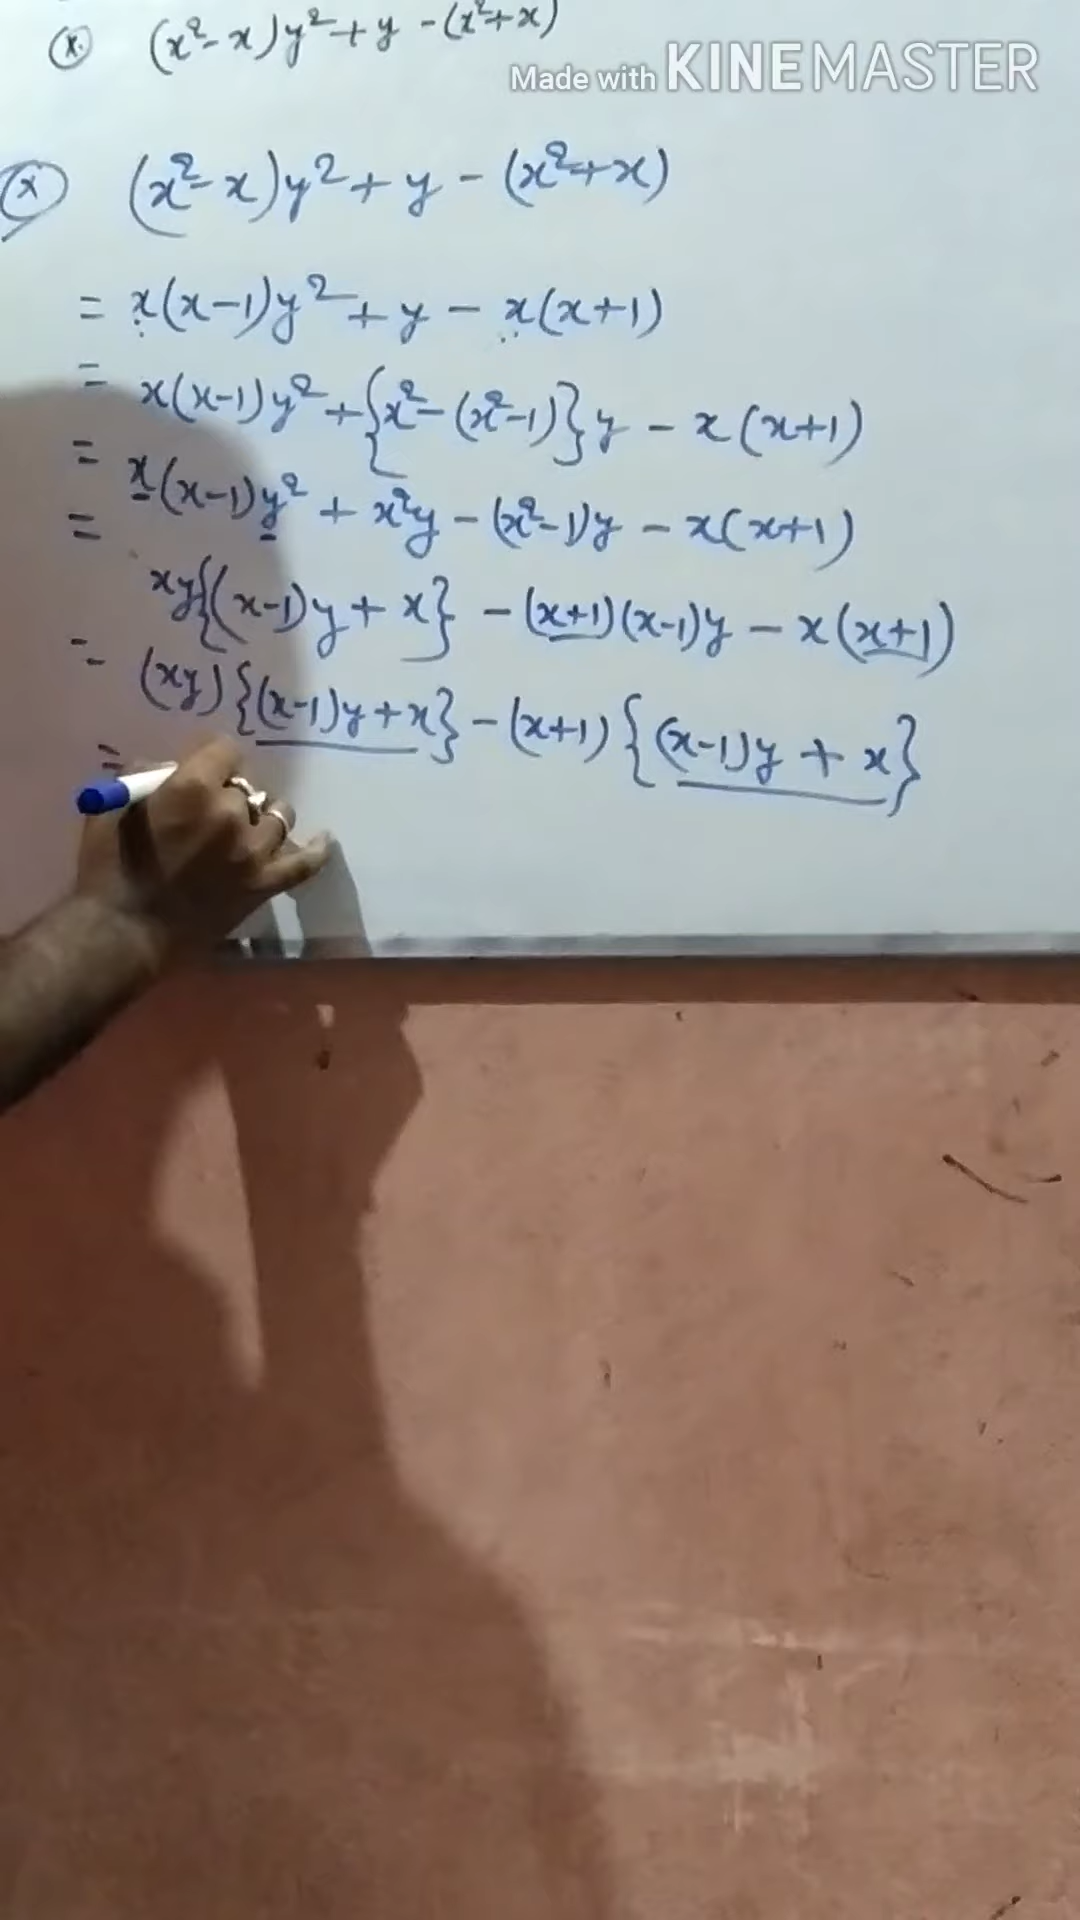 (x) (x²-x)y²+y-(x²+x)
Made with KINEMASTER
(x) (x²-x)y²+y-(x²+x)
= x(x-1)y²+y-x(x+1)
= x(x-1)y²+{x²-(x²-1)}y-x(x+1)
= x(x-1)y²+x²y-(x²-1)y-x(x+1)
= xy{(x-1)y+x}-(x+1)(x-1)y-x(x+1)
= (xy){(x-1)y+x}-(x+1){(x-1)y+x}
=